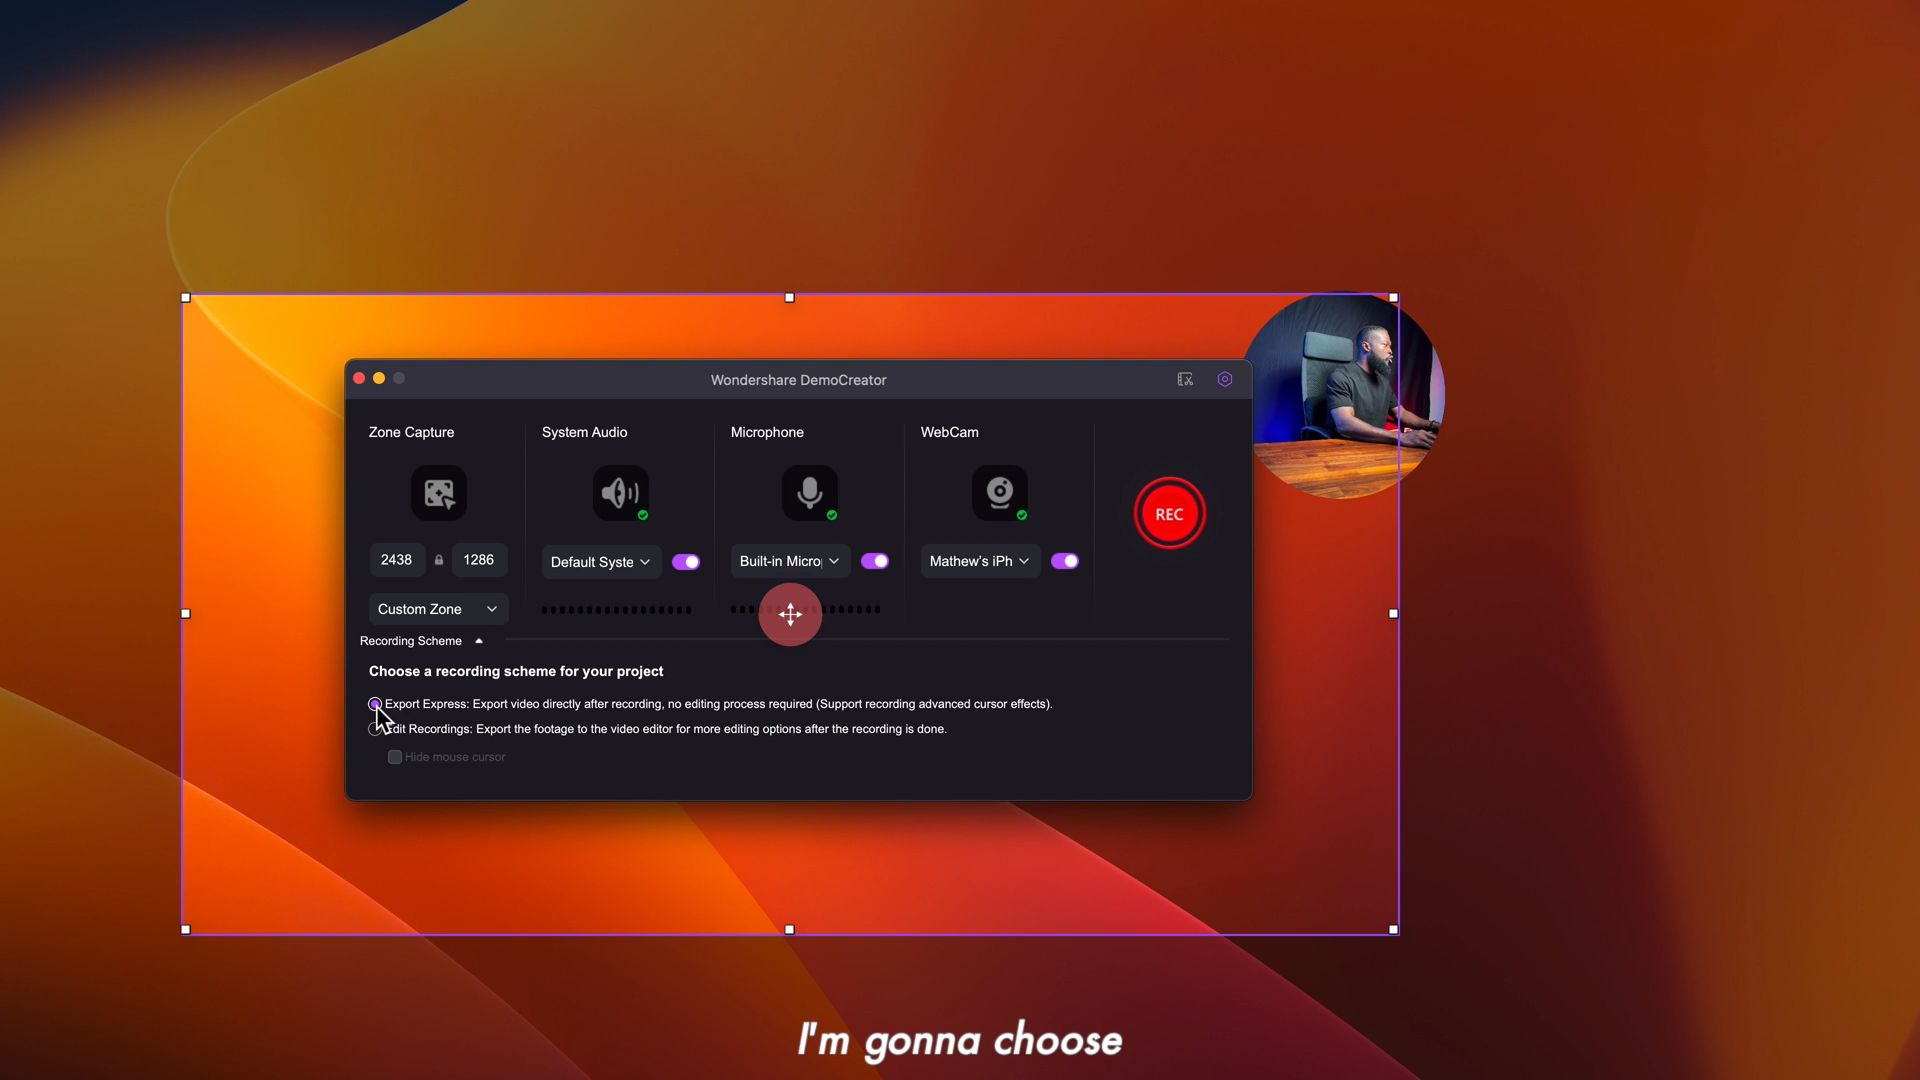 Wondershare DemoCreator
Zone Capture
System Audio
Microphone
WebCam
REC
2438
1286
Default Syste
Built-in Micro
Mathew's iPh
Custom Zone
Recording Scheme
Choose a recording scheme for your project
Export Express: Export video directly after recording, no editing process required (Support recording advanced cursor effects).
dit Recordings: Export the footage to the video editor for more editing options after the recording is done.
Hide mouse cursor
I'm gonna choose